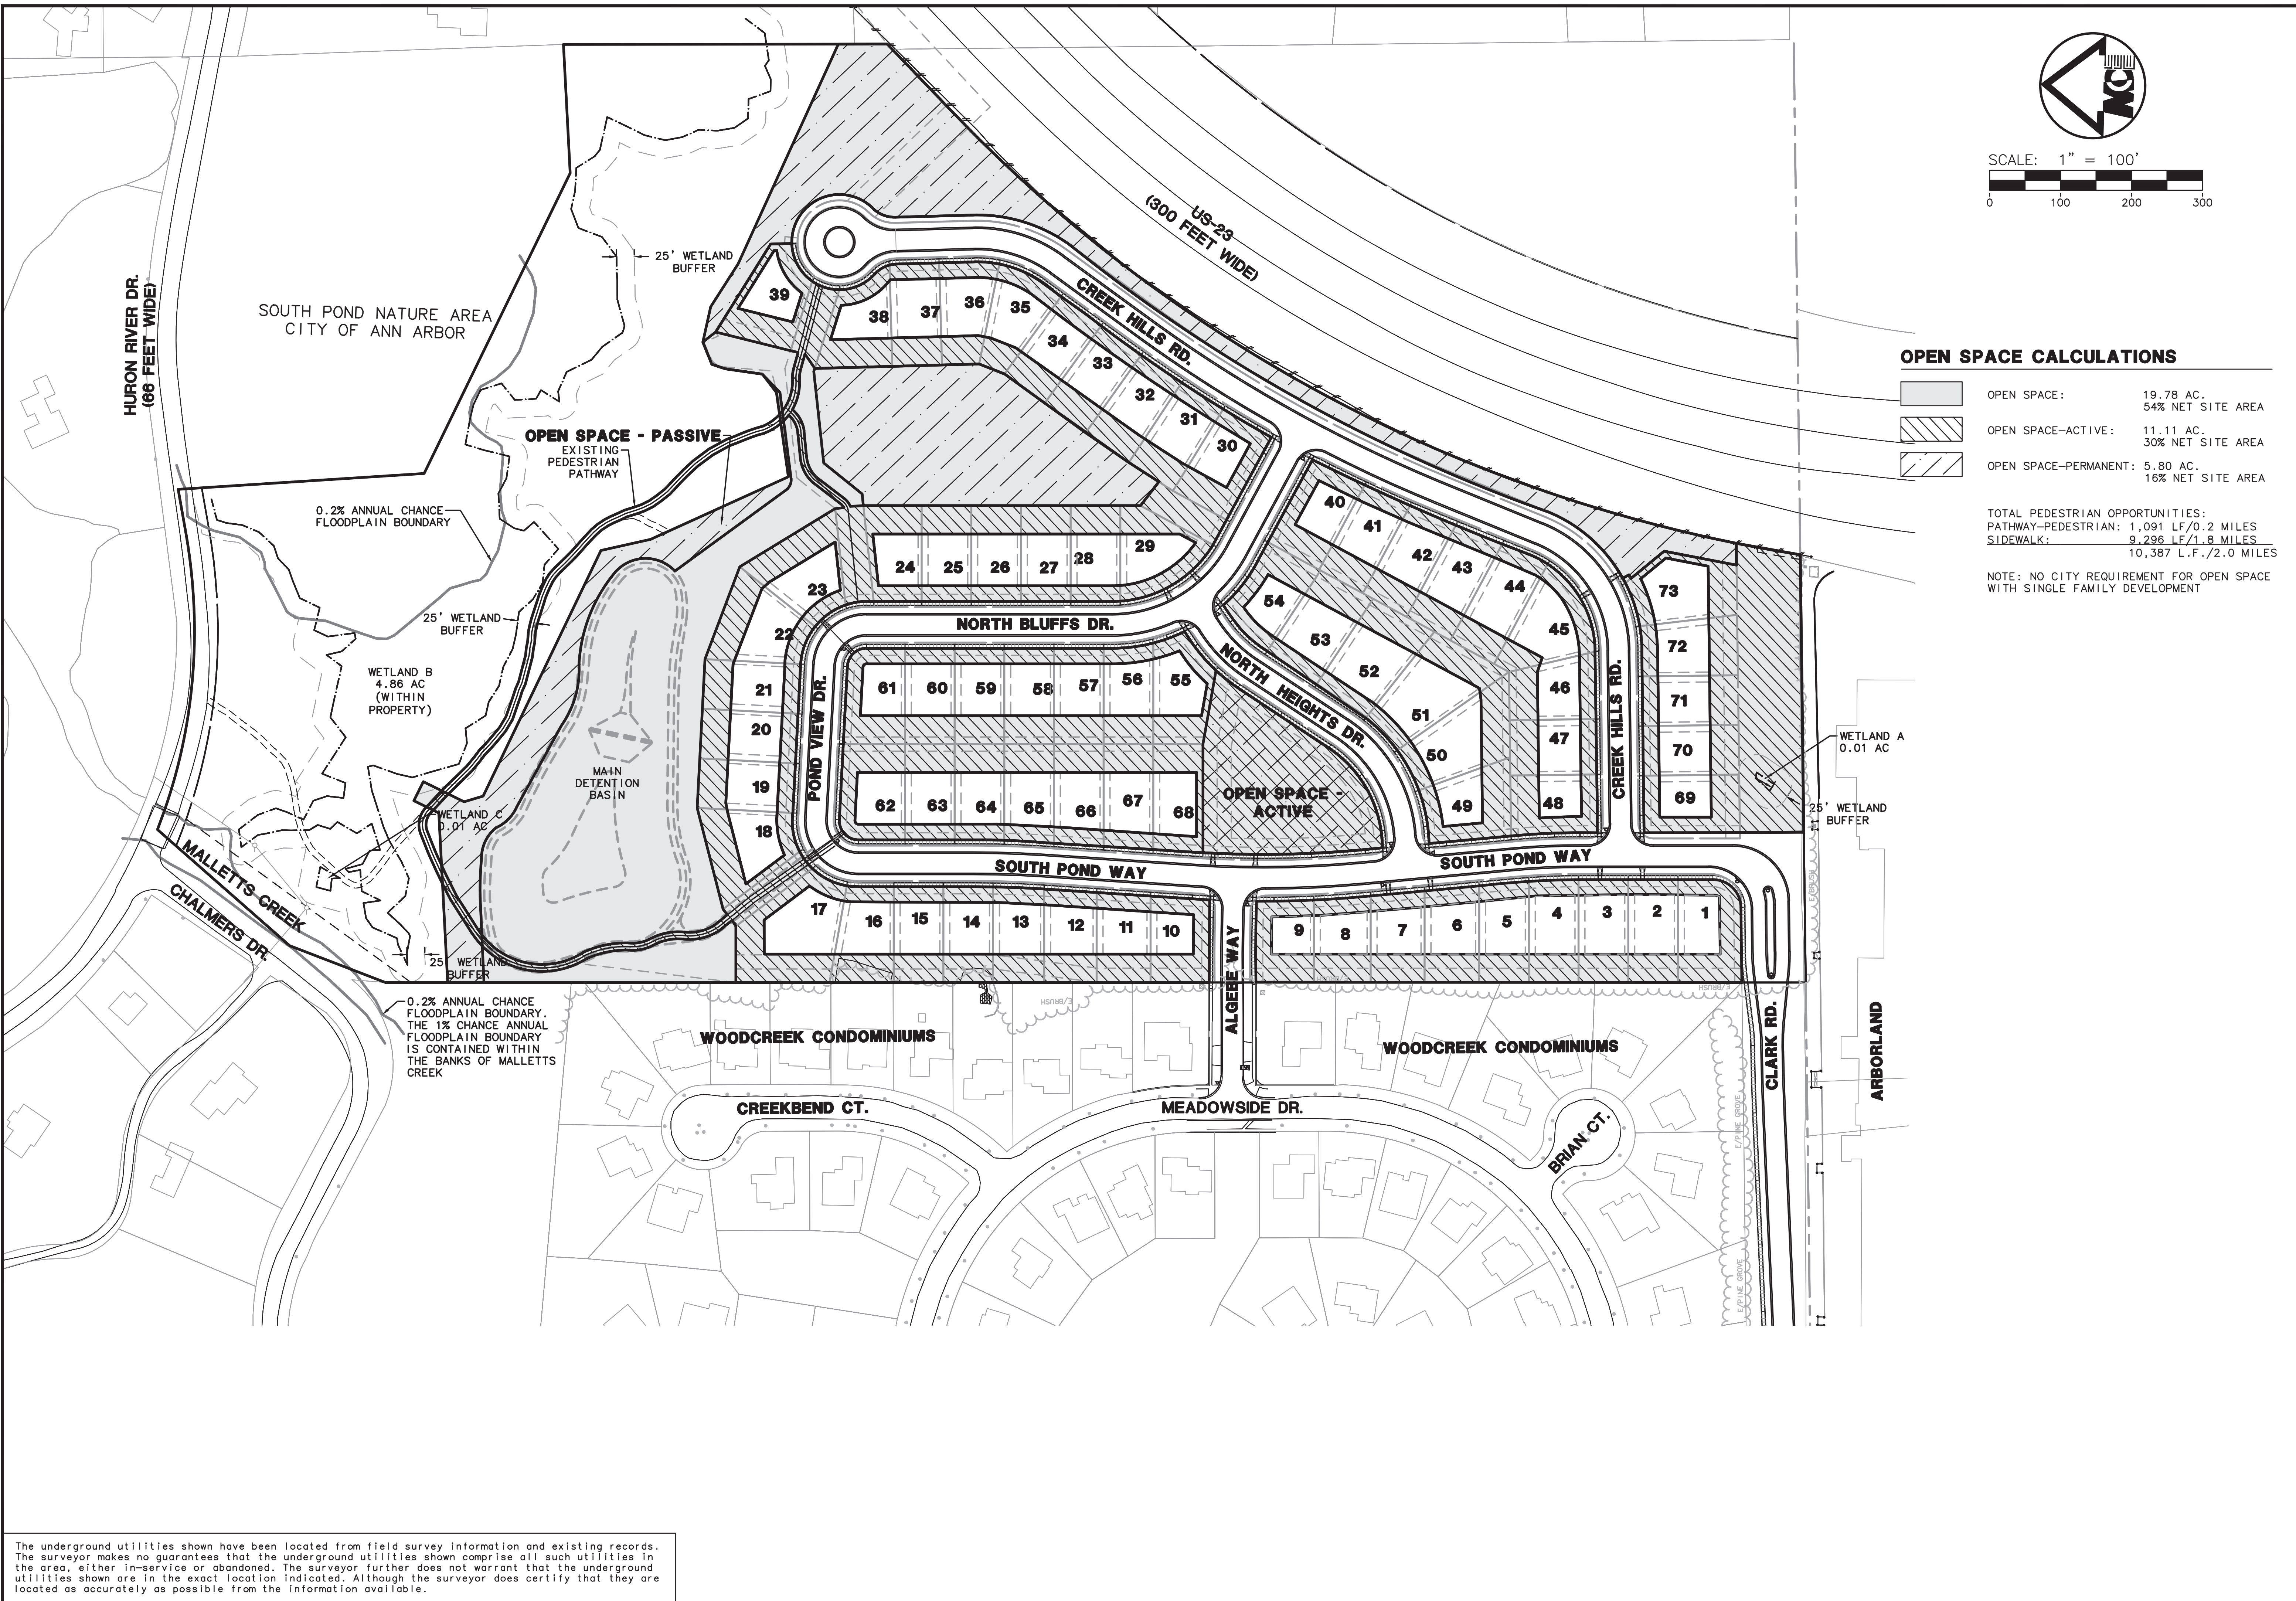 SCALE: 1" = 100'
0 100 200 300
OPEN SPACE CALCULATIONS
OPEN SPACE: 19.78 AC.
54% NET SITE AREA
OPEN SPACE-ACTIVE: 11.11 AC.
30% NET SITE AREA
OPEN SPACE-PERMANENT: 5.80 AC.
16% NET SITE AREA
TOTAL PEDESTRIAN OPPORTUNITIES:
PATHWAY-PEDESTRIAN: 1,091 LF/0.2 MILES
SIDEWALK: 9,296 LF/1.8 MILES
10,387 L.F./2.0 MILES
NOTE: NO CITY REQUIREMENT FOR OPEN SPACE
WITH SINGLE FAMILY DEVELOPMENT
US-23
(300 FEET WIDE)
HURON RIVER DR.
(66 FEET WIDE)
SOUTH POND NATURE AREA
CITY OF ANN ARBOR
25' WETLAND
BUFFER
OPEN SPACE - PASSIVE
EXISTING
PEDESTRIAN
PATHWAY
0.2% ANNUAL CHANCE
FLOODPLAIN BOUNDARY
25' WETLAND
BUFFER
WETLAND B
4.86 AC
(WITHIN
PROPERTY)
MAIN
DETENTION
BASIN
WETLAND C
0.01 AC
MALLETTS CREEK
CHALMERS DR.
25' WETLAND
BUFFER
0.2% ANNUAL CHANCE
FLOODPLAIN BOUNDARY.
THE 1% CHANCE ANNUAL
FLOODPLAIN BOUNDARY
IS CONTAINED WITHIN
THE BANKS OF MALLETTS
CREEK
CREEK HILLS RD.
39
38 37 36 35 34 33 32 31 30
24 25 26 27 28 29
NORTH BLUFFS DR.
23
22
21
20
19
18
POND VIEW DR.
61 60 59 58 57 56 55
62 63 64 65 66 67 68
NORTH HEIGHTS DR.
OPEN SPACE -
ACTIVE
40 41 42 43 44 45 46 47 48
54 53 52 51 50 49
CREEK HILLS RD.
73
72
71
70
69
WETLAND A
0.01 AC
25' WETLAND
BUFFER
SOUTH POND WAY
SOUTH POND WAY
17 16 15 14 13 12 11 10
9 8 7 6 5 4 3 2 1
ALGEBE WAY
E/BRUSH
E/BRUSH
E/BRUSH
E/BRUSH
WOODCREEK CONDOMINIUMS
WOODCREEK CONDOMINIUMS
CREEKBEND CT.
MEADOWSIDE DR.
BRIAN CT.
CLARK RD.
ARBORLAND
E/PINE GROVE
E/PINE GROVE
The underground utilities shown have been located from field survey information and existing records.
The surveyor makes no guarantees that the underground utilities shown comprise all such utilities in
the area, either in-service or abandoned. The surveyor further does not warrant that the underground
utilities shown are in the exact location indicated. Although the surveyor does certify that they are
located as accurately as possible from the information available.